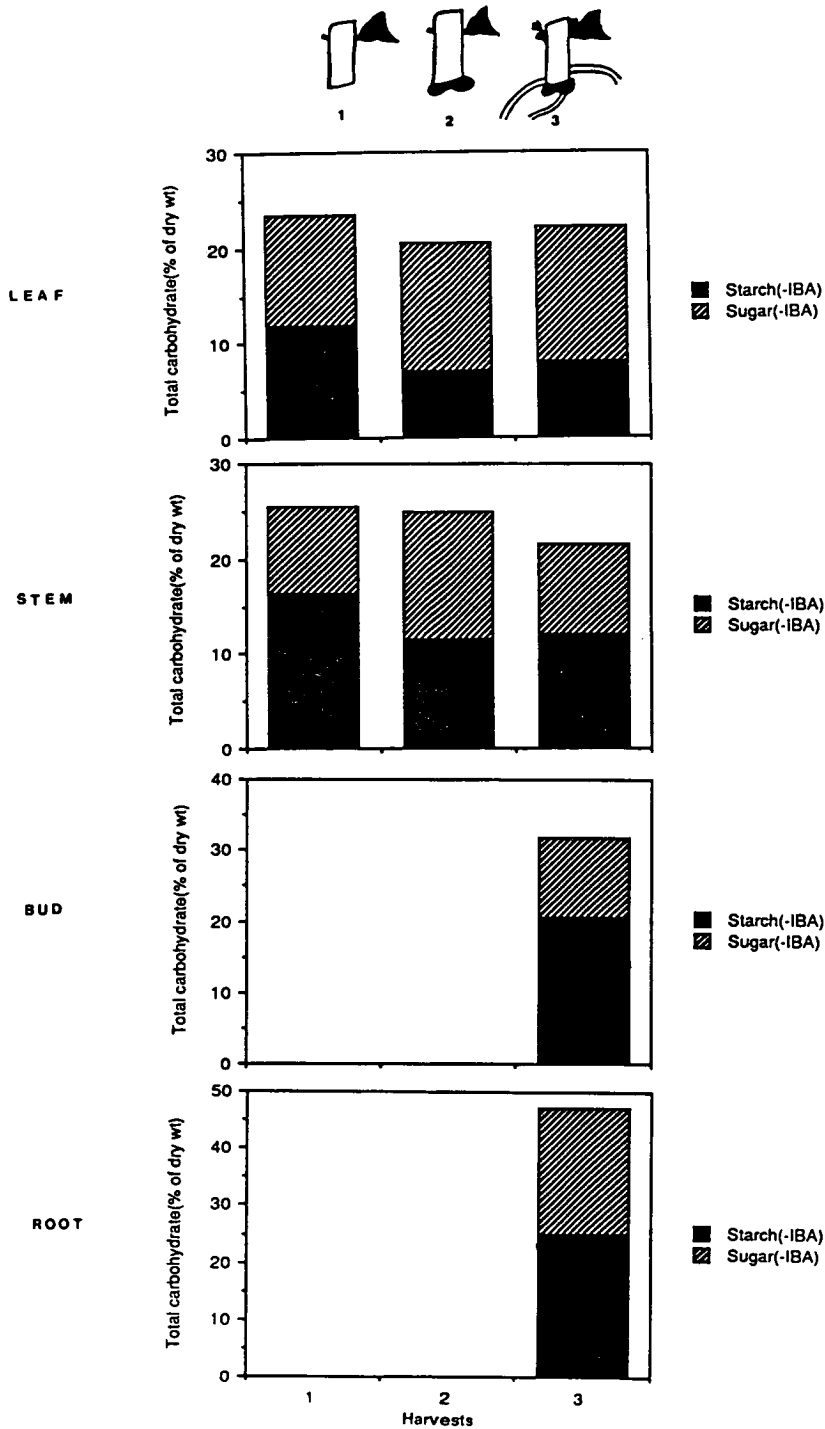 1 2 3
LEAF
Total carbohydrate(% of dry wt)
30
20
10
0
Starch(-IBA)
Sugar(-IBA)
STEM
Total carbohydrate(% of dry wt)
30
20
10
0
Starch(-IBA)
Sugar(-IBA)
BUD
Total carbohydrate(% of dry wt)
40
30
20
10
0
Starch(-IBA)
Sugar(-IBA)
ROOT
Total carbohydrate(% of dry wt)
50
40
30
20
10
0
Starch(-IBA)
Sugar(-IBA)
1 2 3
Harvests